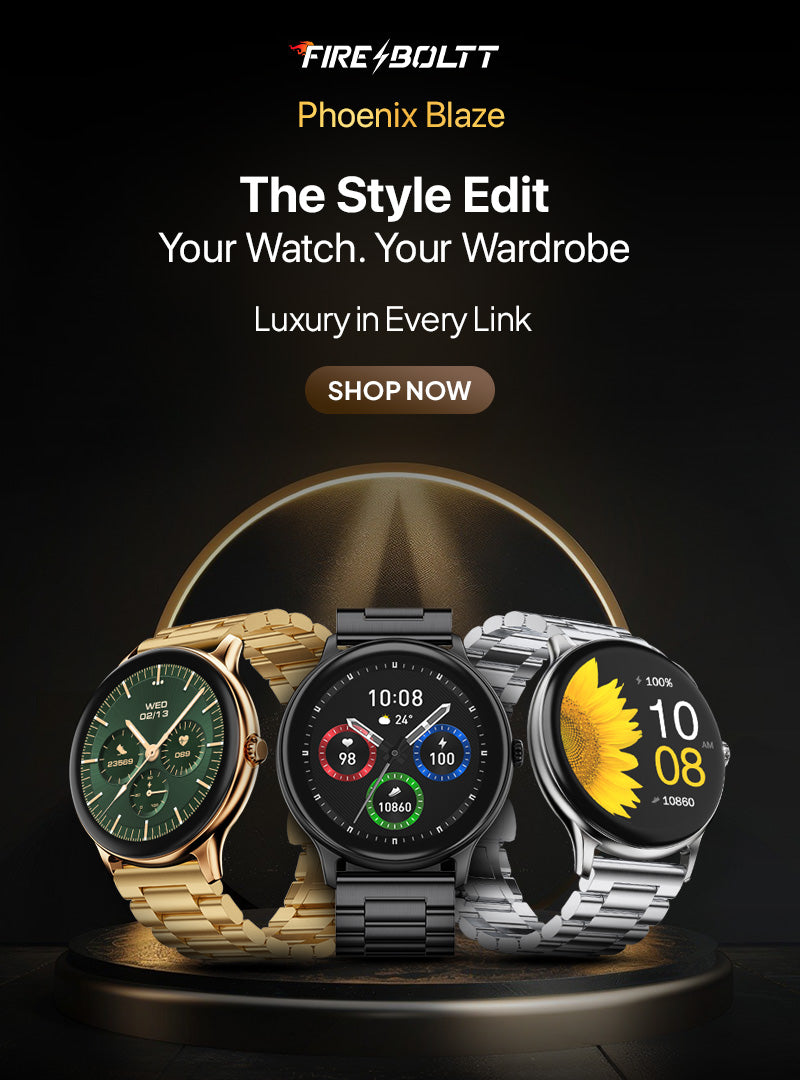 FIRE BOLTT
Phoenix Blaze
The Style Edit
Your Watch. Your Wardrobe
Luxury in Every Link
SHOP NOW
WED
02/13
23569
089
10:08
24°
98
100
10860
100%
10
AM
08
10860